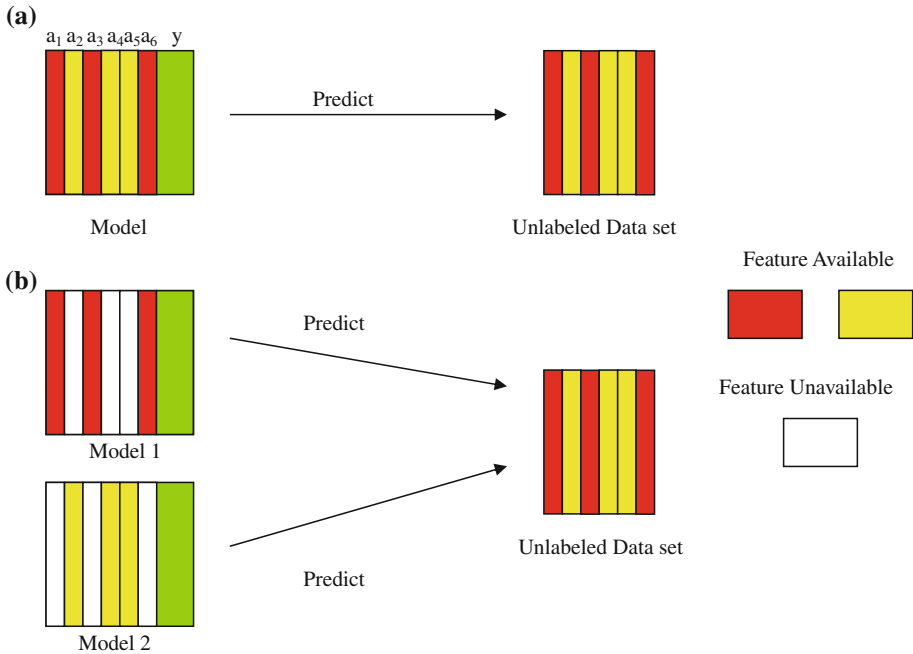 (a)
a₁ a₂ a₃ a₄ a₅ a₆ y
Predict
Model
Unlabeled Data set
(b)
Predict
Model 1
Predict
Model 2
Unlabeled Data set
Feature Available
Feature Unavailable